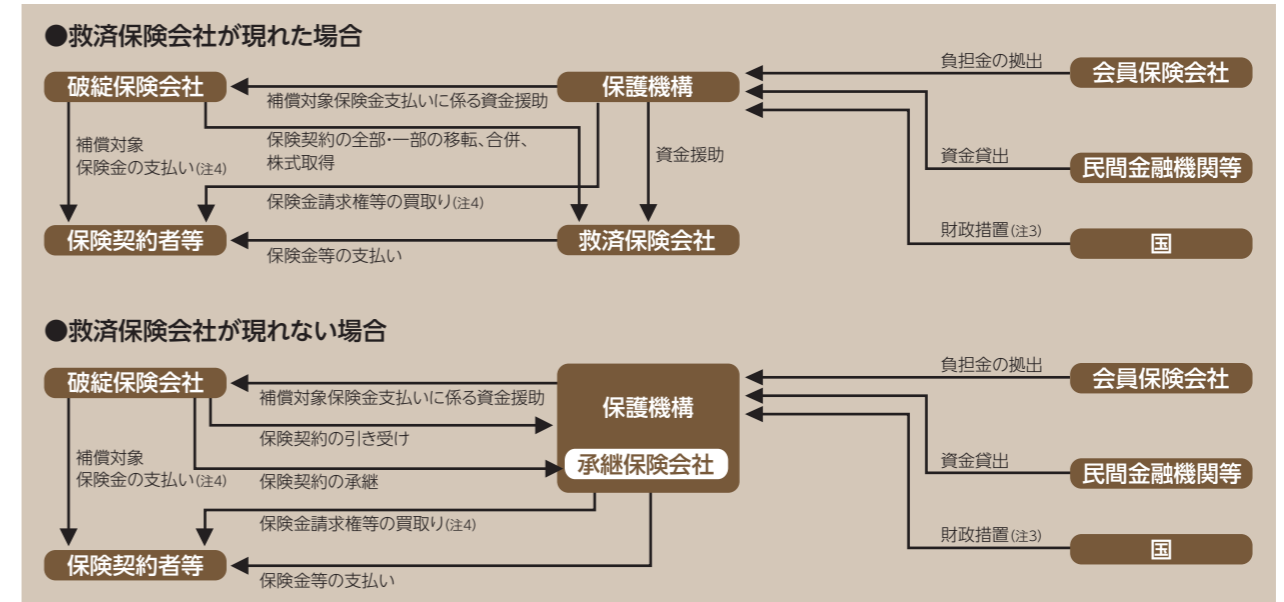 ●救済保険会社が現れた場合
破綻保険会社
保護機構
負担金の拠出
会員保険会社
補償対象保険金支払いに係る資金援助
補償対象
保険金の支払い(注4)
保険契約の全部・一部の移転、合併、
株式取得
資金援助
資金貸出
民間金融機関等
保険金請求権等の買取り(注4)
財政措置(注3)
国
保険契約者等
救済保険会社
保険金等の支払い
●救済保険会社が現れない場合
破綻保険会社
保護機構
負担金の拠出
会員保険会社
補償対象保険金支払いに係る資金援助
保険契約の引き受け
補償対象
保険金の支払い(注4)
承継保険会社
資金貸出
民間金融機関等
保険契約の承継
保険金請求権等の買取り(注4)
財政措置(注3)
国
保険契約者等
保険金等の支払い